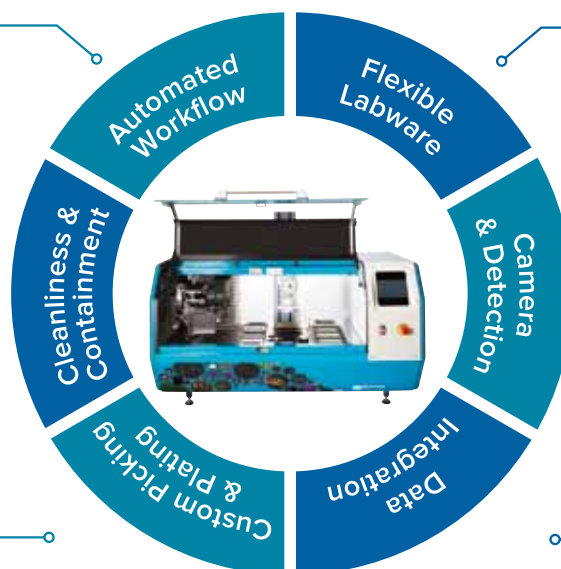 Automated
Workflow
Flexible
Labware
Camera
& Detection
Data
Integration
Custom Picking
& Plating
Cleanliness &
Containment